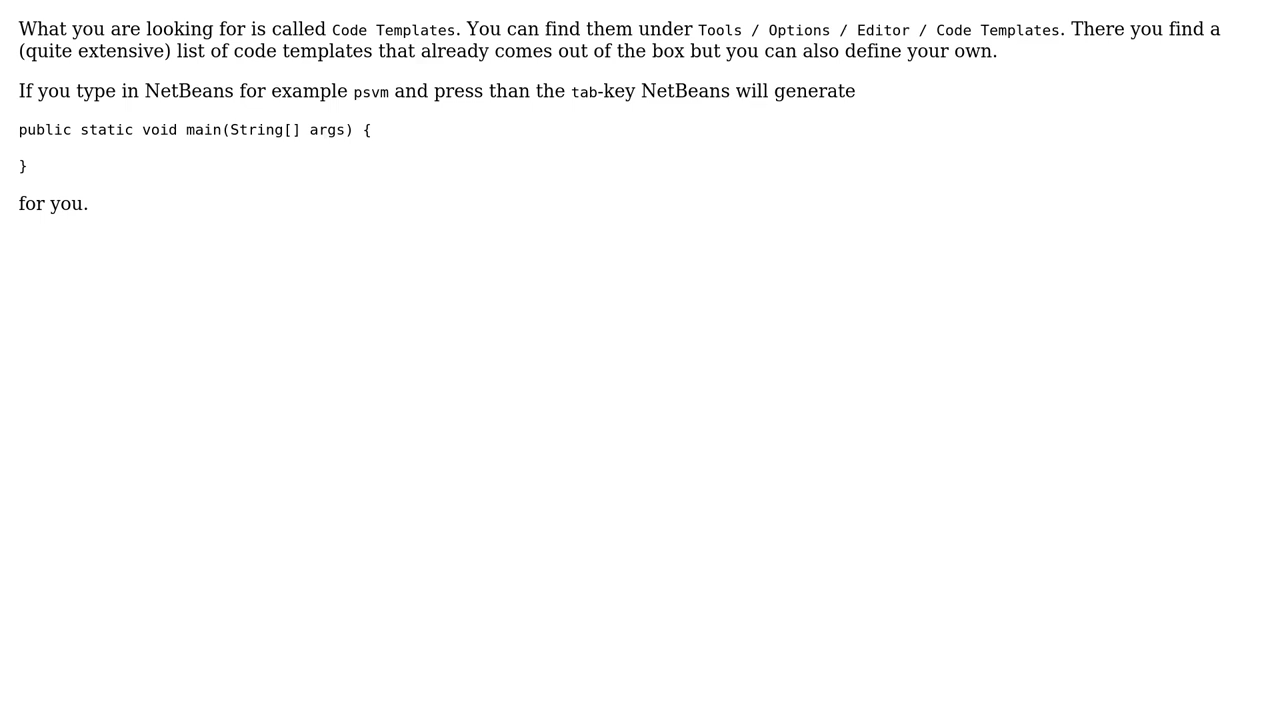 What you are looking for is called Code Templates. You can find them under Tools / Options / Editor / Code Templates. There you find a
(quite extensive) list of code templates that already comes out of the box but you can also define your own.
If you type in NetBeans for example psvm and press than the tab-key NetBeans will generate
public static void main(String[] args) {
}
for you.